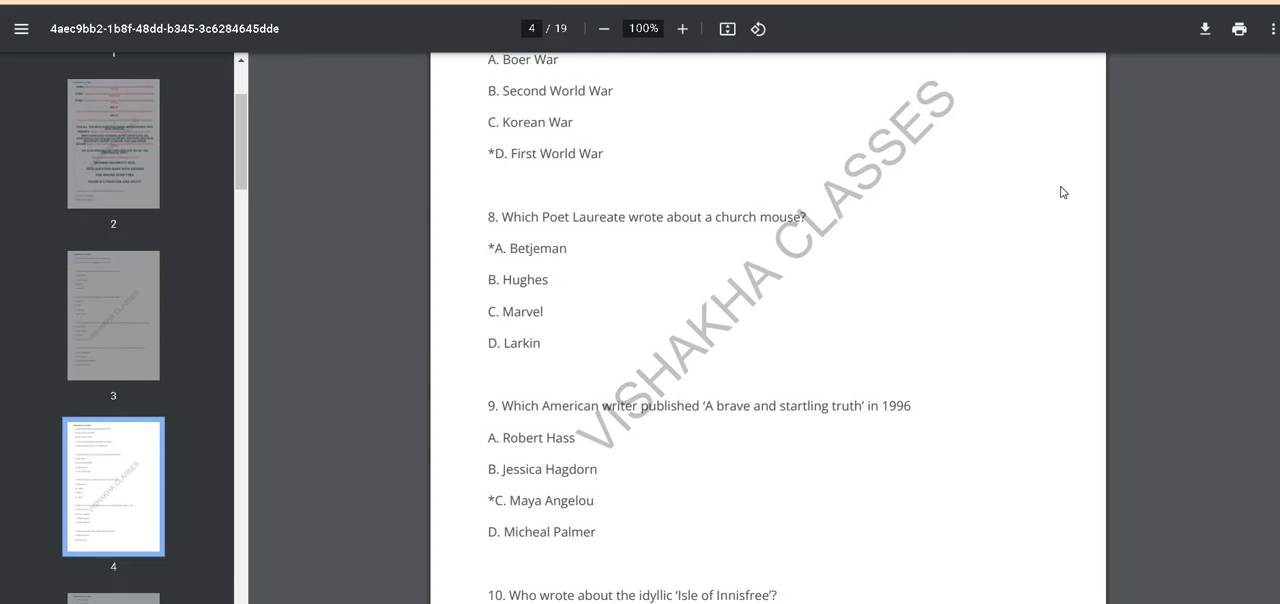 4aec9bb2-1b8f-48dd-b345-3c6284645dde
4 / 19
100%
A. Boer War
B. Second World War
C. Korean War
*D. First World War
8. Which Poet Laureate wrote about a church mouse?
*A. Betjeman
B. Hughes
C. Marvel
D. Larkin
9. Which American writer published ‘A brave and startling truth’ in 1996
A. Robert Hass
B. Jessica Hagdorn
*C. Maya Angelou
D. Micheal Palmer
10. Who wrote about the idyllic ‘Isle of Innisfree’?
VISHAKHA CLASSES
2
3
4